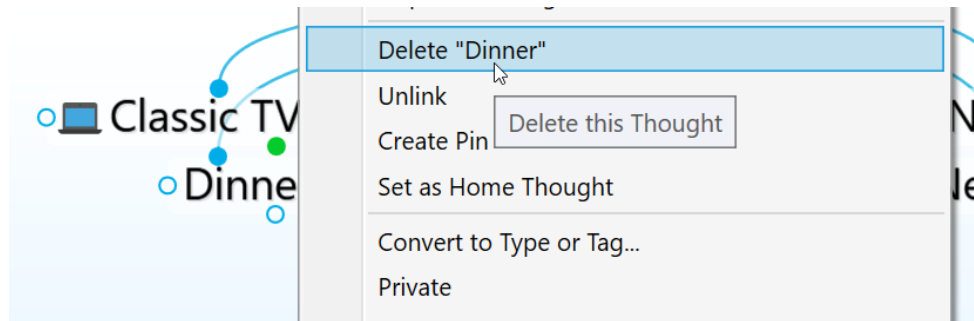 Delete "Dinner"
Unlink
Classic TV
Delete this Thought
Create Pin
Set as Home Thought
Convert to Type or Tag...
Private